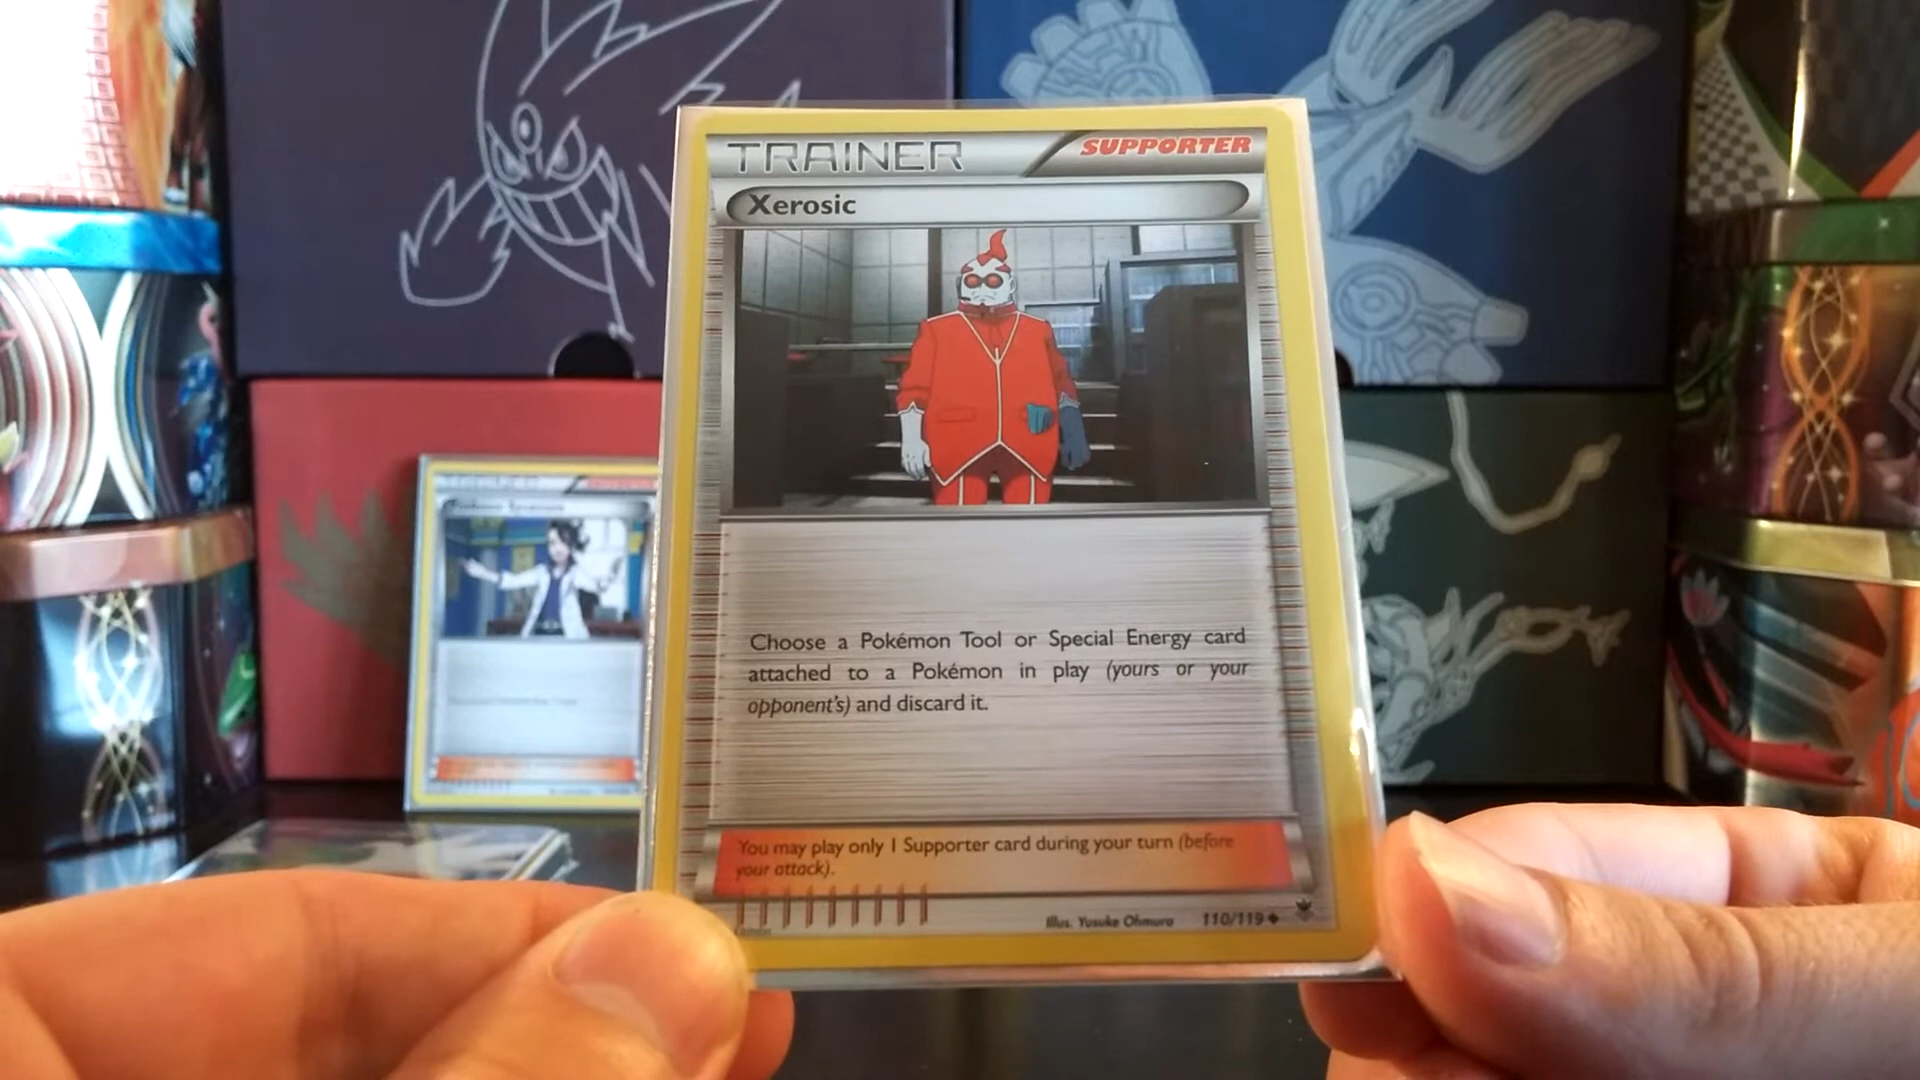 TRAINER
SUPPORTER
Xerosic
Choose a Pokémon Tool or Special Energy card
attached to a Pokémon in play (yours or your
opponent's) and discard it.
You may play only 1 Supporter card during your turn (before
your attack).
Illus. Yusuke Ohmura 110/119